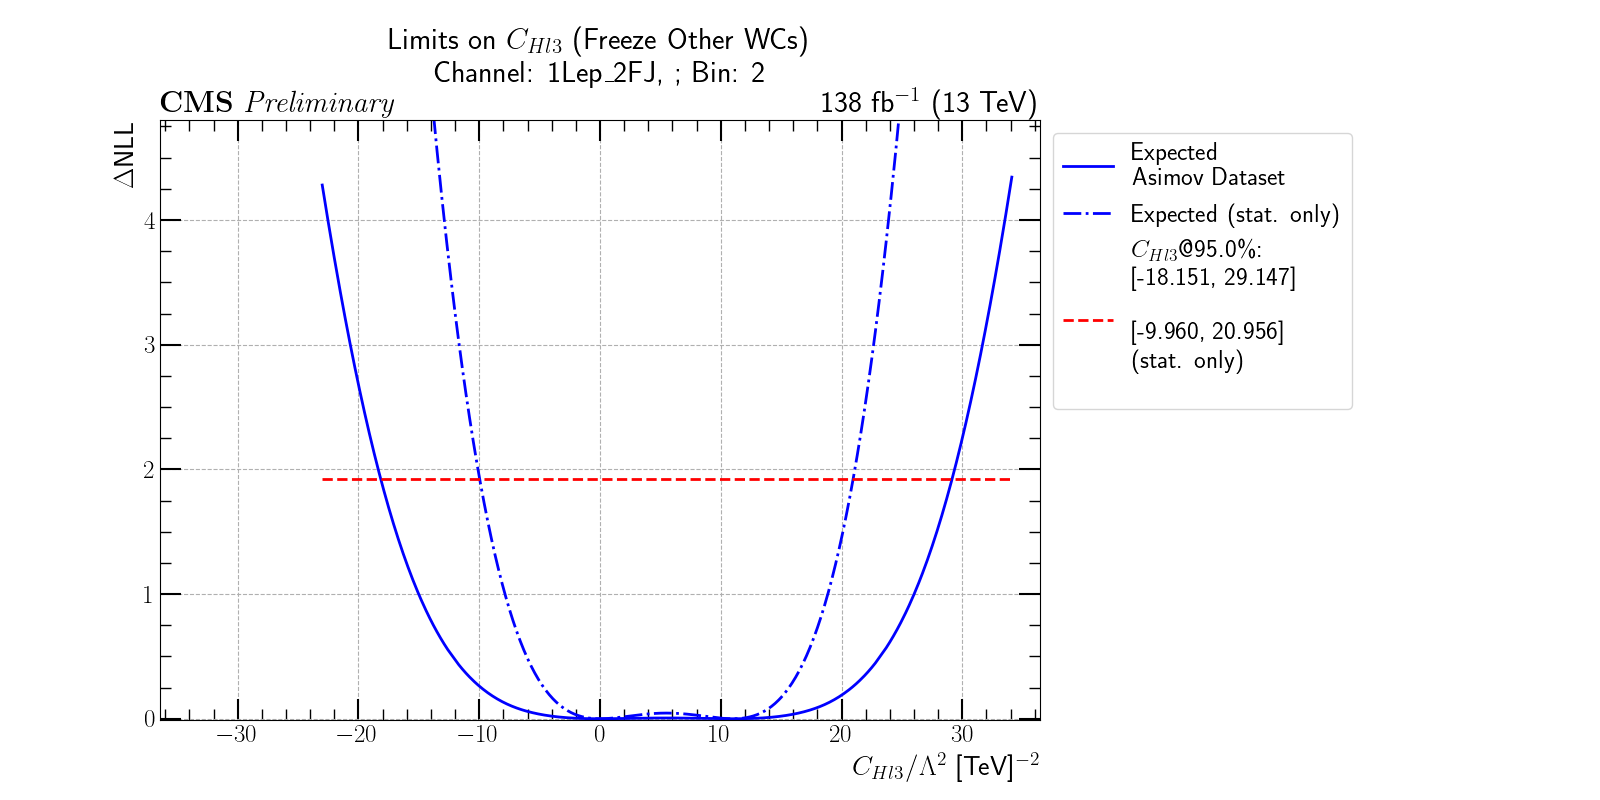 Limits on C_{Hl3} (Freeze Other WCs)
Channel: 1Lep_2FJ, ; Bin: 2
CMS Preliminary
138 fb^{−1} (13 TeV)
ΔNLL
4
3
2
1
0
−30
−20
−10
0
10
20
30
C_{Hl3}/Λ^2 [TeV]^{−2}
Expected
Asimov Dataset
Expected (stat. only)
C_{Hl3}@95.0%:
[-18.151, 29.147]
[-9.960, 20.956]
(stat. only)